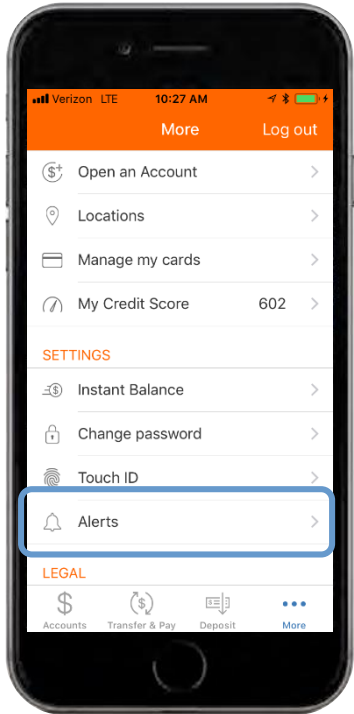 Verizon LTE 10:27 AM
More Log out
Open an Account
Locations
Manage my cards
My Credit Score 602
SETTINGS
Instant Balance
Change password
Touch ID
Alerts
LEGAL
Accounts Transfer & Pay Deposit More